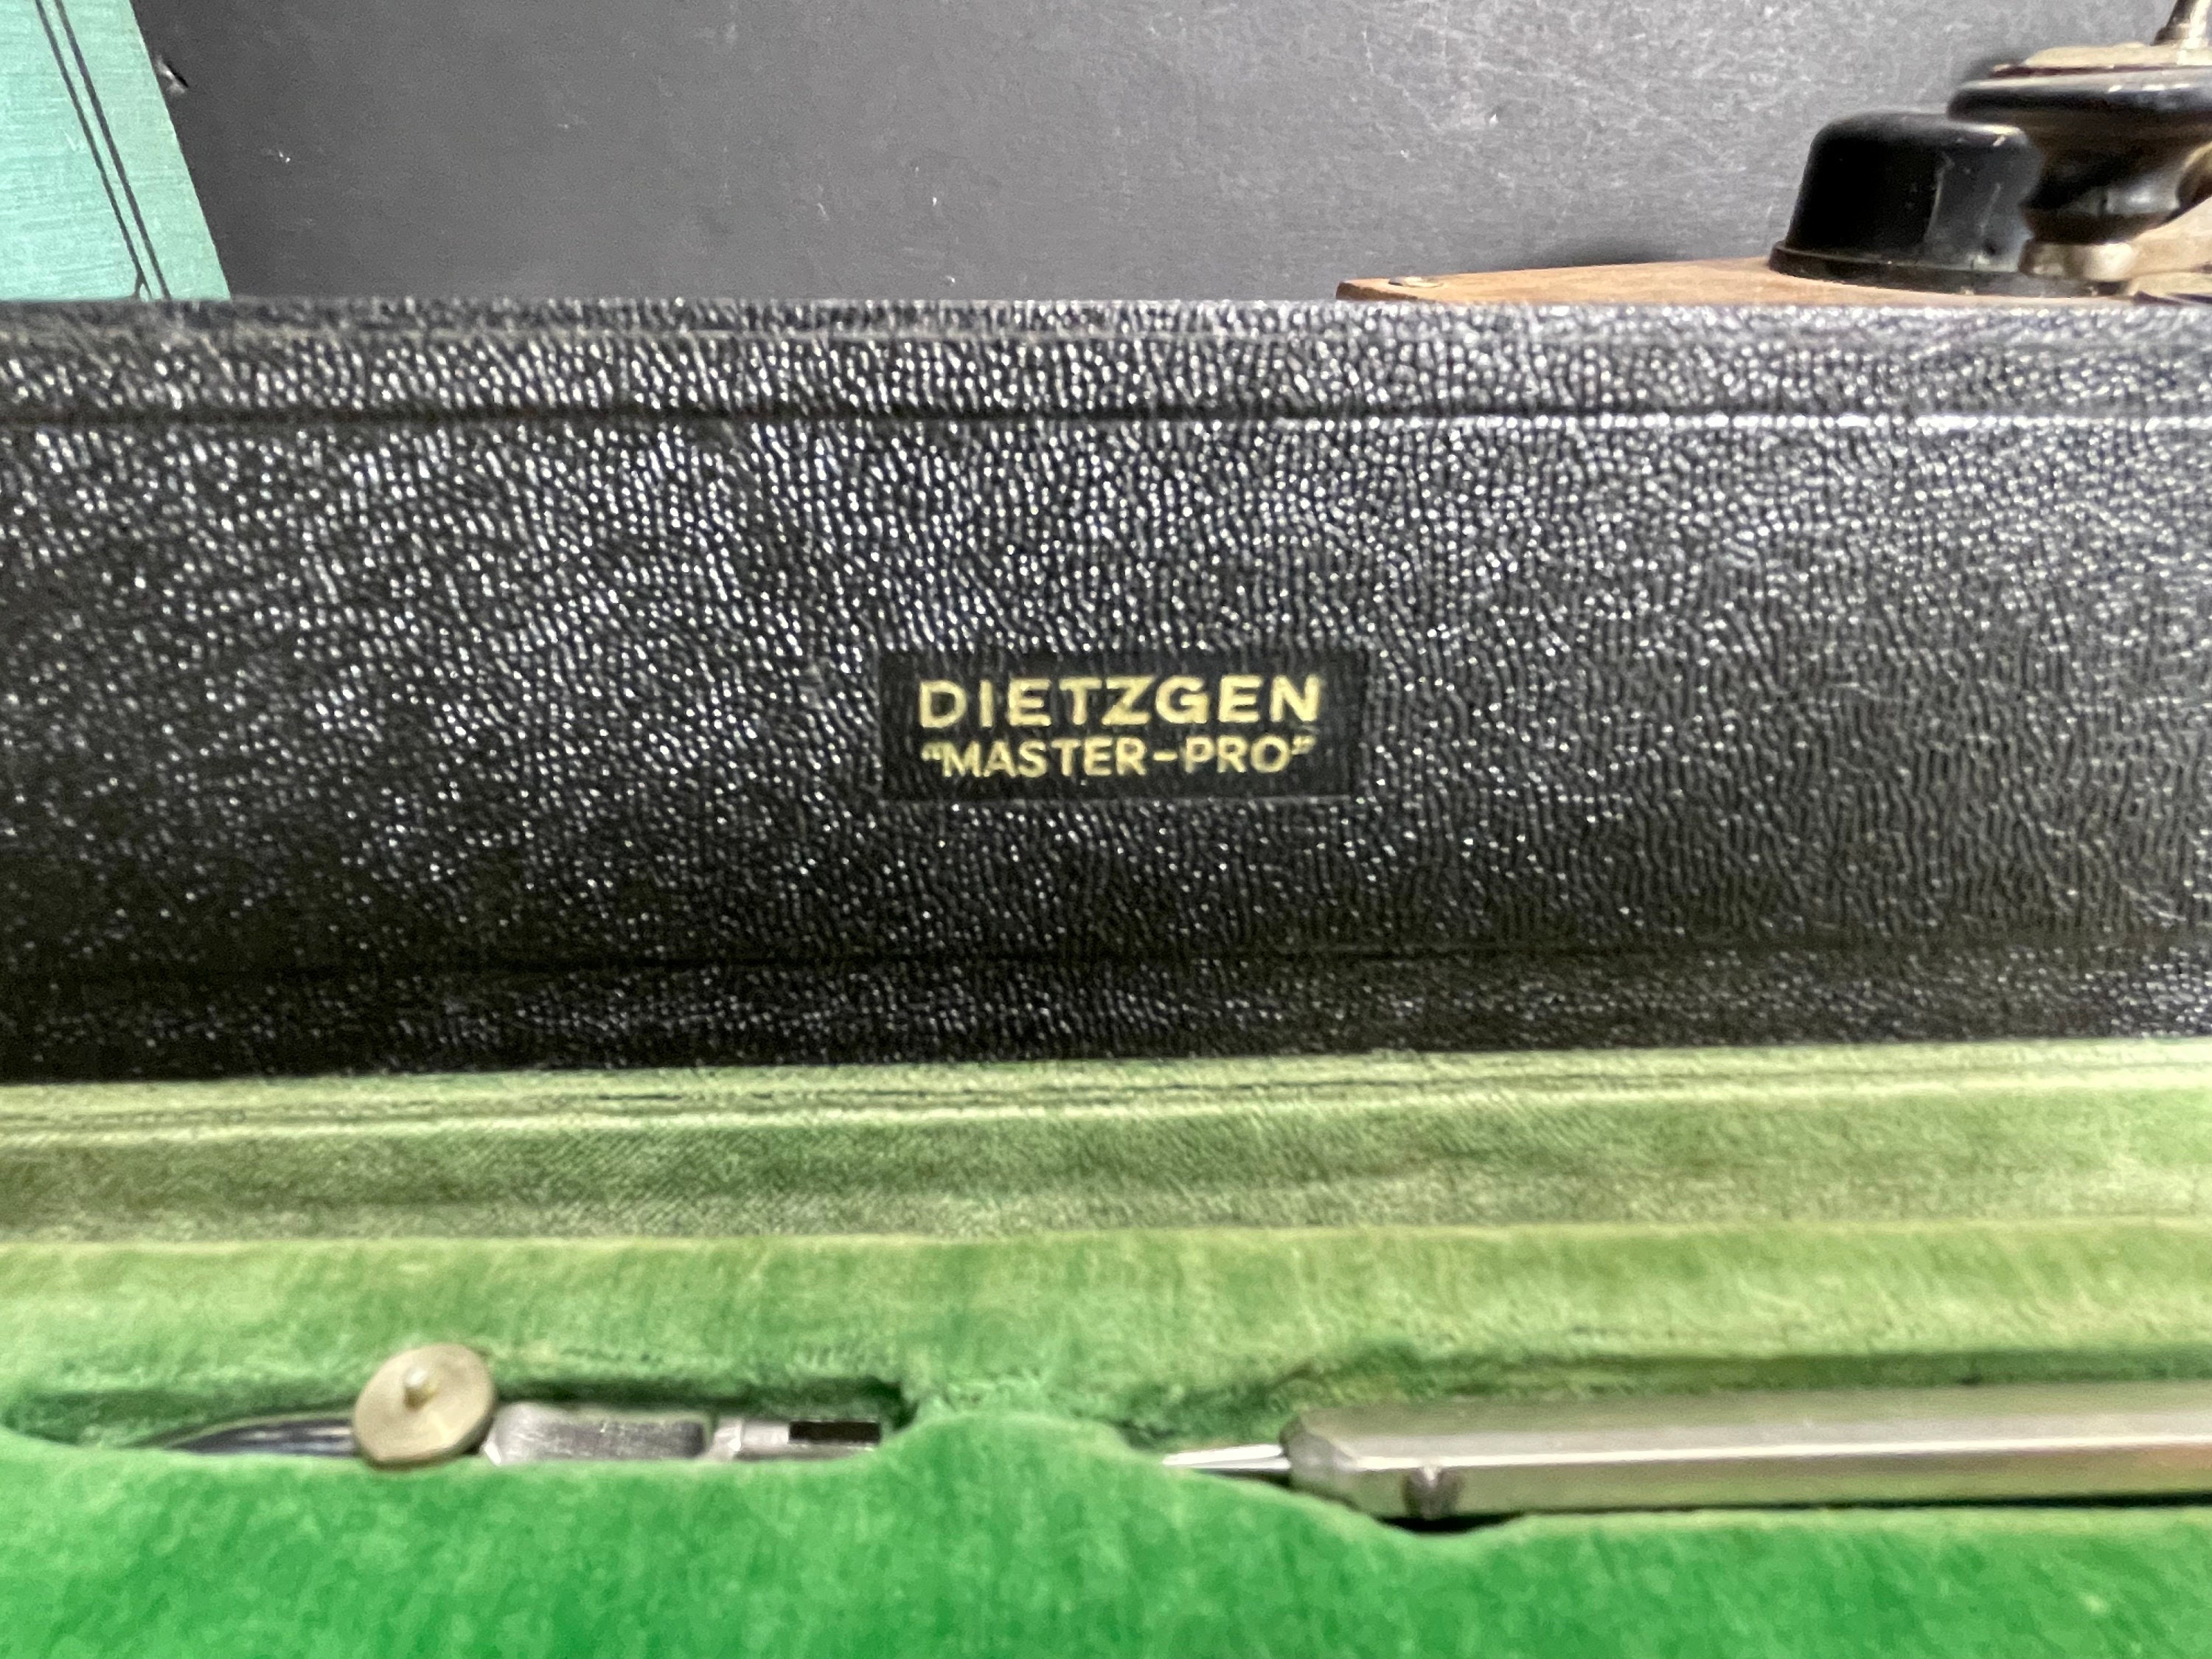 DIETZGEN
"MASTER-PRO"